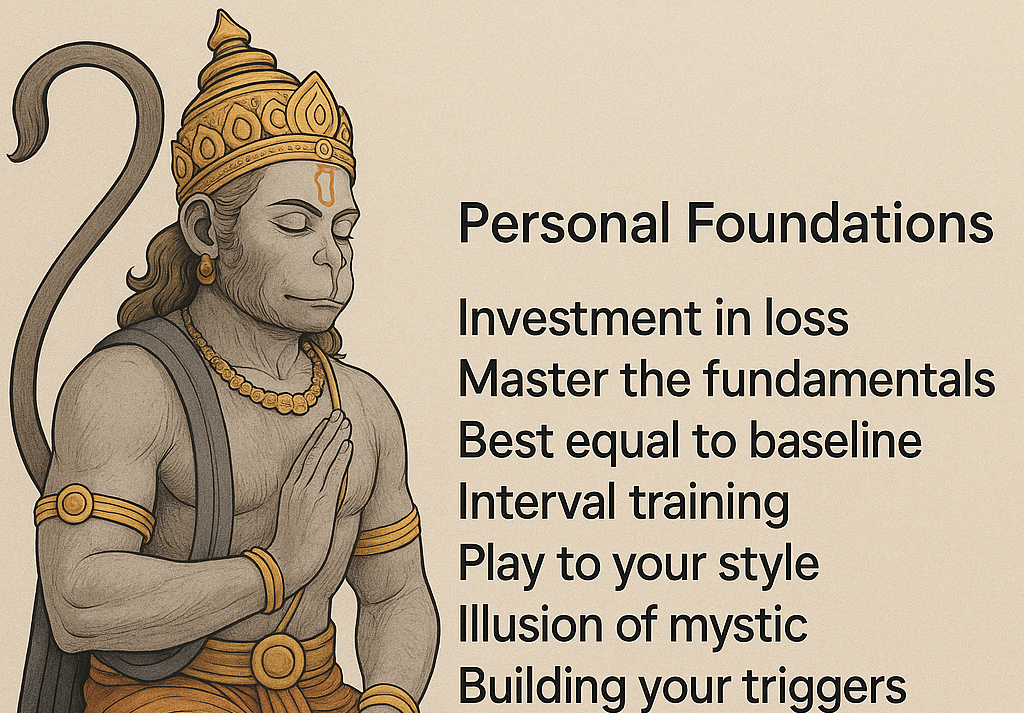 Personal Foundations
Investment in loss
Master the fundamentals
Best equal to baseline
Interval training
Play to your style
Illusion of mystic
Building your triggers